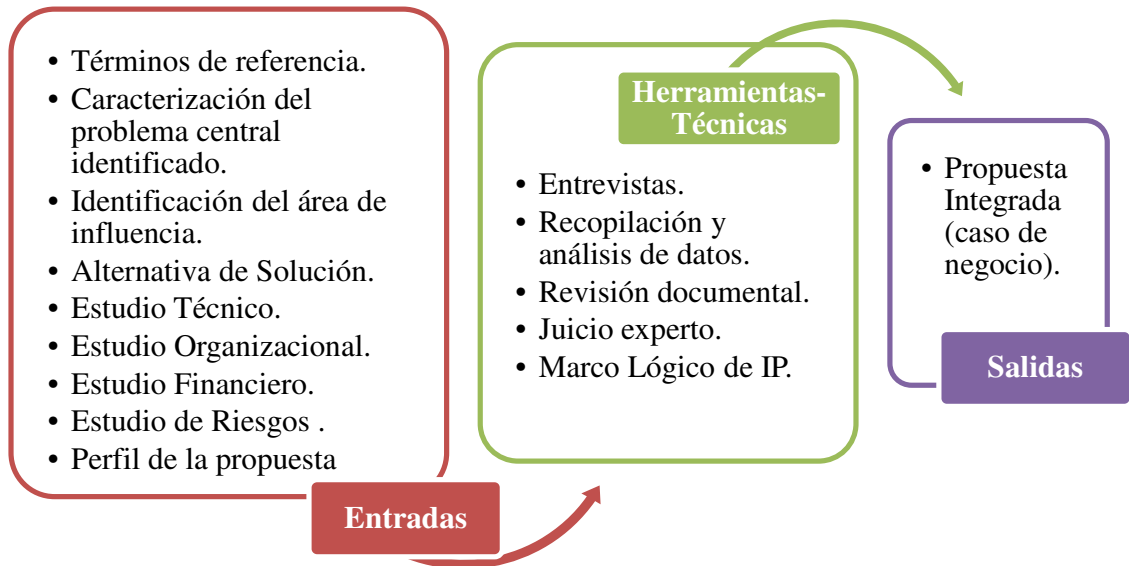 • Términos de referencia.
• Caracterización del
problema central
identificado.
• Identificación del área de
influencia.
• Alternativa de Solución.
• Estudio Técnico.
• Estudio Organizacional.
• Estudio Financiero.
• Estudio de Riesgos .
• Perfil de la propuesta
Entradas
Herramientas-
Técnicas
• Entrevistas.
• Recopilación y
análisis de datos.
• Revisión documental.
• Juicio experto.
• Marco Lógico de IP.
• Propuesta
Integrada
(caso de
negocio).
Salidas